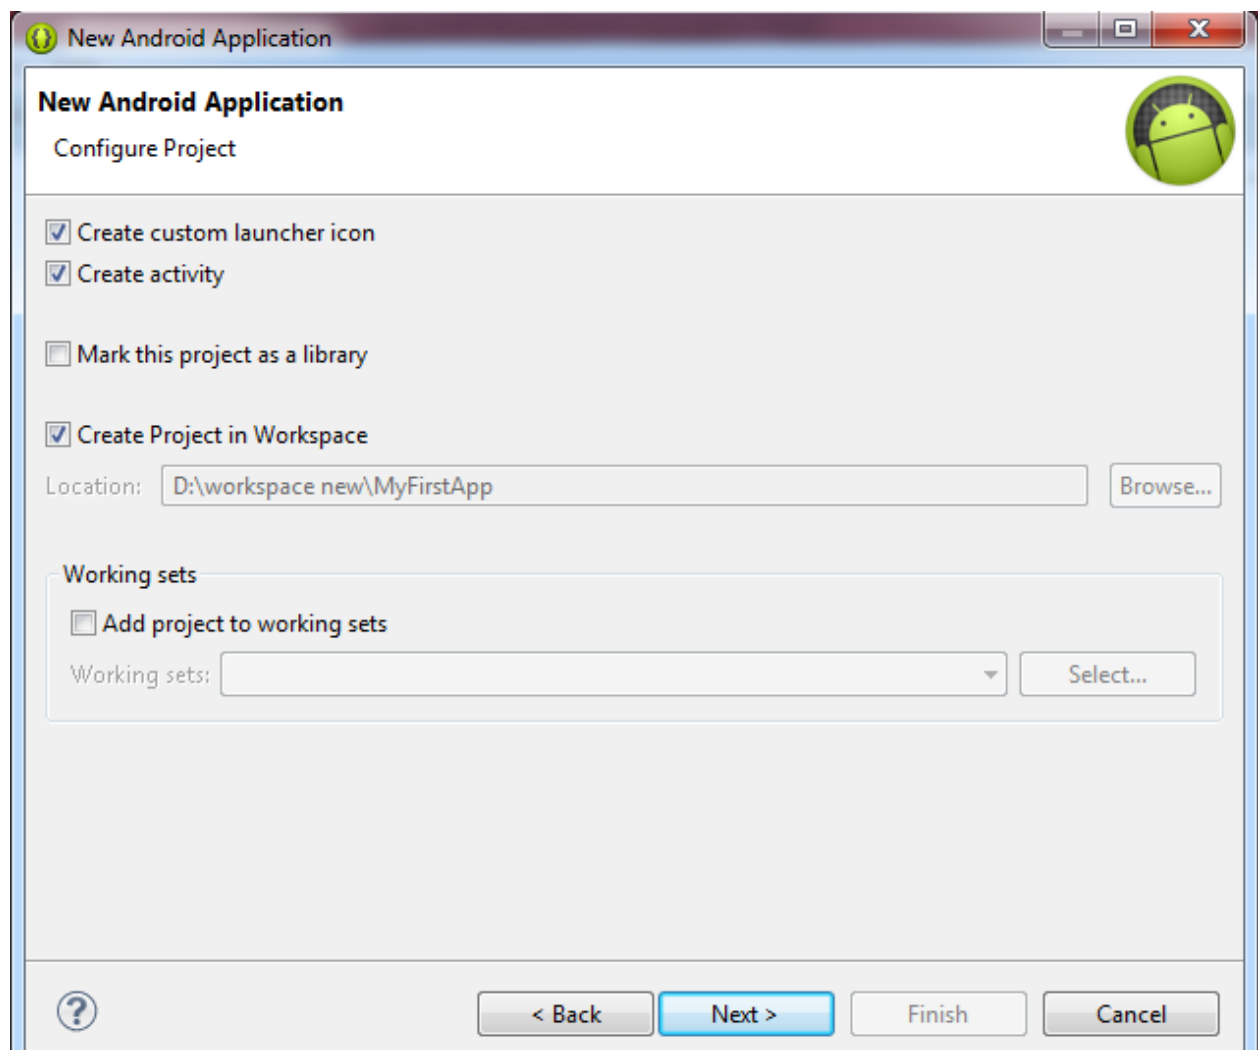 New Android Application
New Android Application
Configure Project
Create custom launcher icon
Create activity
Mark this project as a library
Create Project in Workspace
Location: D:\workspace new\MyFirstApp Browse...
Working sets
Add project to working sets
Working sets: Select...
? < Back Next > Finish Cancel